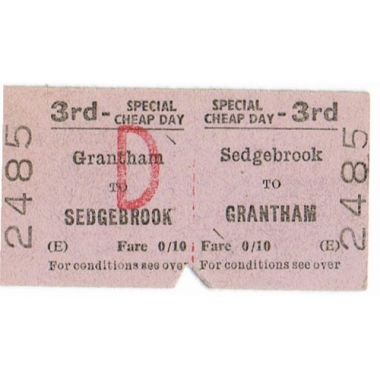 2485
3rd - SPECIAL CHEAP DAY
D
Grantham
TO
SEDGEBROOK
(E) Fare 0/10
For conditions see over
SPECIAL CHEAP DAY - 3rd
Sedgebrook
TO
GRANTHAM
Fare 0/10 (E)
For conditions see over
2485